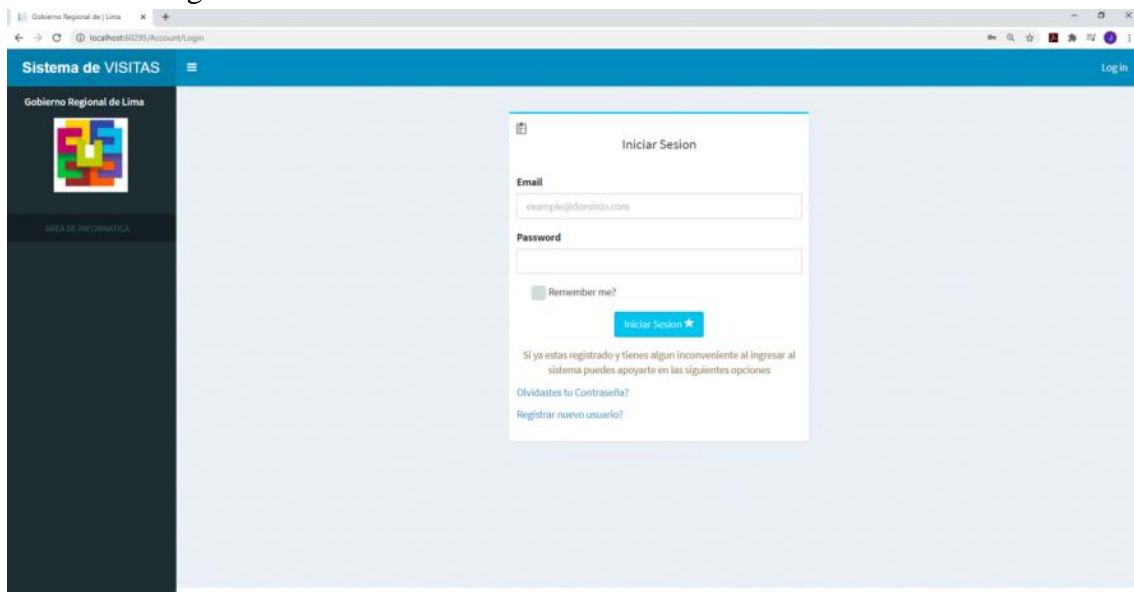 Gobierno Regional de | Lima
localhost:60295/Account/Login
Sistema de VISITAS
Log in
Gobierno Regional de Lima
AREA DE INFORMATICA
Iniciar Sesion
Email
example@dominio.com
Password
Remember me?
Iniciar Sesion
Si ya estas registrado y tienes algun inconveniente al ingresar al
sistema puedes apoyarte en las siguientes opciones
Olvidastes tu Contraseña?
Registrar nuevo usuario?